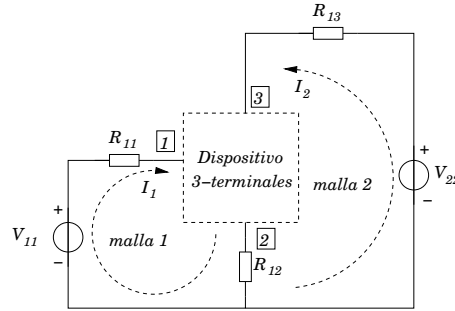 R13
3
I2
+
1
R11
Dispositivo
3-terminales
V22
I1
malla 2
-
+
V11
malla 1
2
-
R12